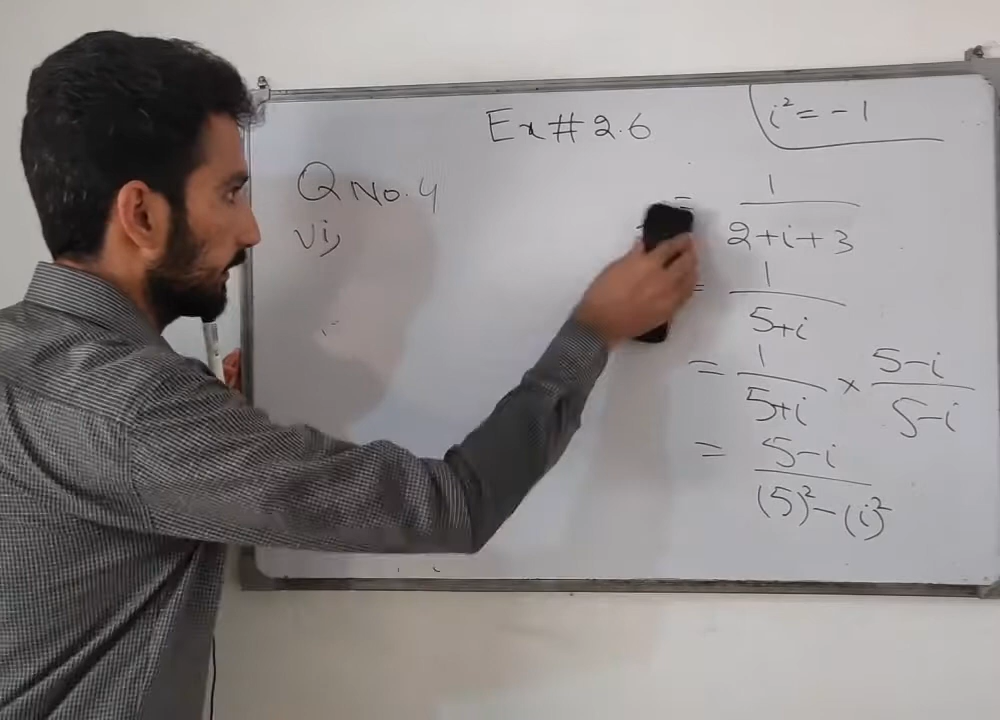 Ex # 2.6
i² = -1
Q No. 4
vi)
= 1 / 2+i+3
= 1 / 5+i
= 1 / 5+i × 5-i / 5-i
= 5-i / (5)² - (i)²